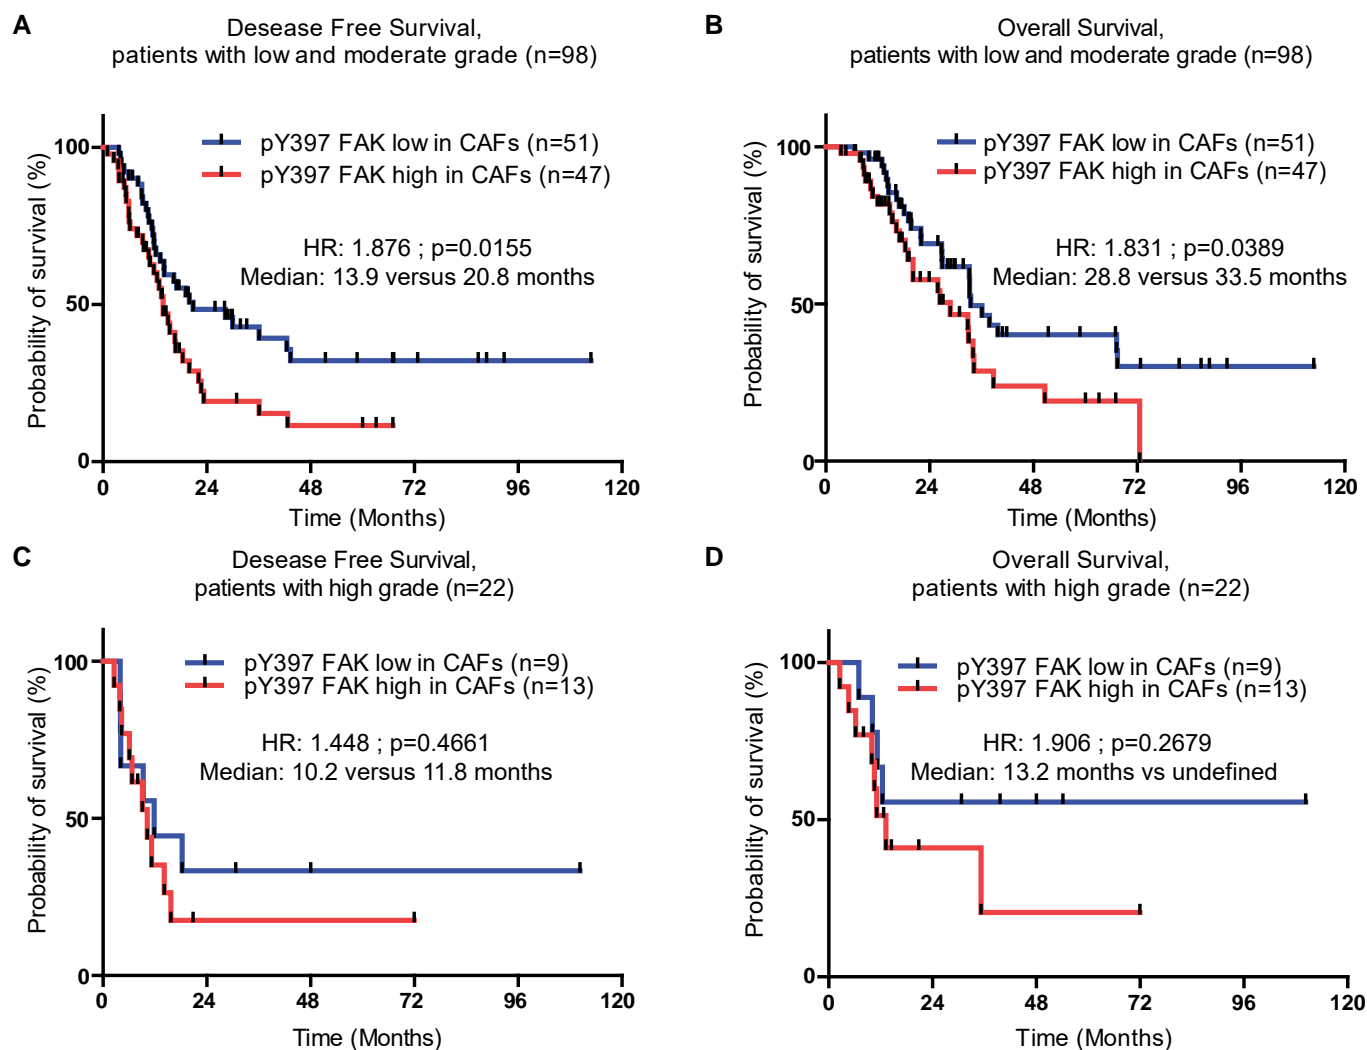 A
Desease Free Survival,
patients with low and moderate grade (n=98)
pY397 FAK low in CAFs (n=51)
pY397 FAK high in CAFs (n=47)
HR: 1.876 ; p=0.0155
Median: 13.9 versus 20.8 months
Probability of survival (%)
100
50
0
0 24 48 72 96 120
Time (Months)
B
Overall Survival,
patients with low and moderate grade (n=98)
pY397 FAK low in CAFs (n=51)
pY397 FAK high in CAFs (n=47)
HR: 1.831 ; p=0.0389
Median: 28.8 versus 33.5 months
Probability of survival (%)
100
50
0
0 24 48 72 96 120
Time (Months)
C
Desease Free Survival,
patients with high grade (n=22)
pY397 FAK low in CAFs (n=9)
pY397 FAK high in CAFs (n=13)
HR: 1.448 ; p=0.4661
Median: 10.2 versus 11.8 months
Probability of survival (%)
100
50
0
0 24 48 72 96 120
Time (Months)
D
Overall Survival,
patients with high grade (n=22)
pY397 FAK low in CAFs (n=9)
pY397 FAK high in CAFs (n=13)
HR: 1.906 ; p=0.2679
Median: 13.2 months vs undefined
Probability of survival (%)
100
50
0
0 24 48 72 96 120
Time (Months)